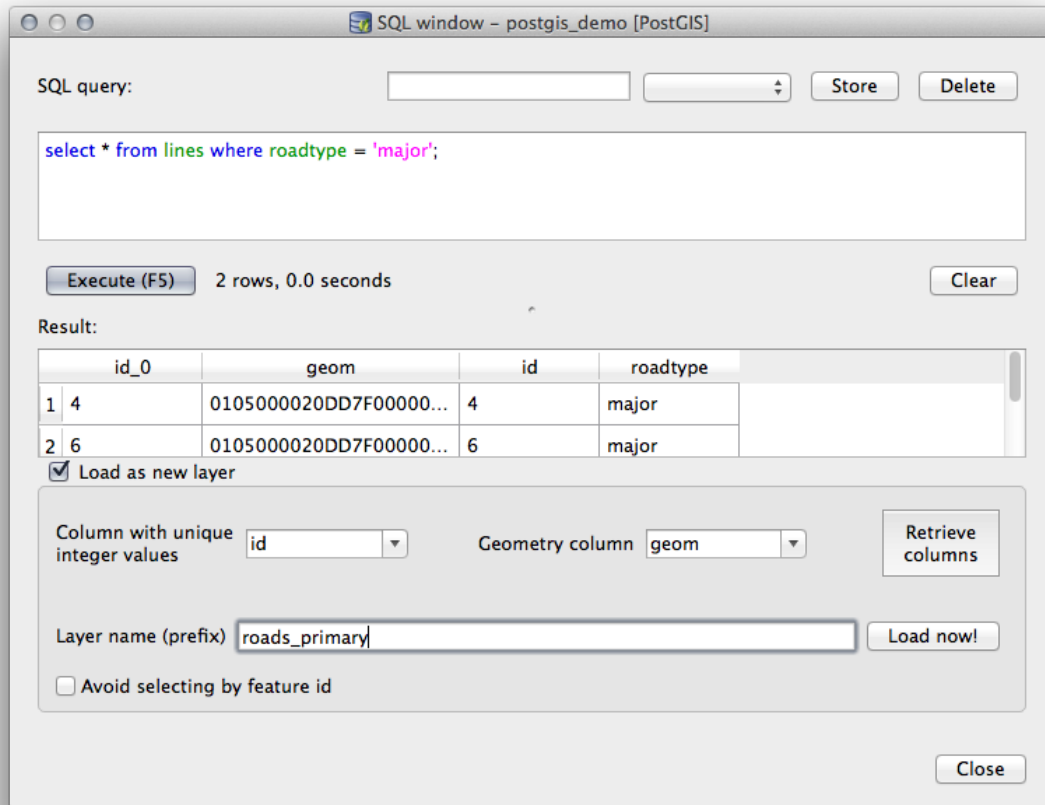 SQL window – postgis_demo [PostGIS]
SQL query:
Store
Delete
select * from lines where roadtype = 'major';
Execute (F5)
2 rows, 0.0 seconds
Clear
Result:
id_0 geom id roadtype
1 4 0105000020DD7F00000... 4 major
2 6 0105000020DD7F00000... 6 major
Load as new layer
Column with unique
integer values
id
Geometry column
geom
Retrieve
columns
Layer name (prefix)
roads_primary
Load now!
Avoid selecting by feature id
Close